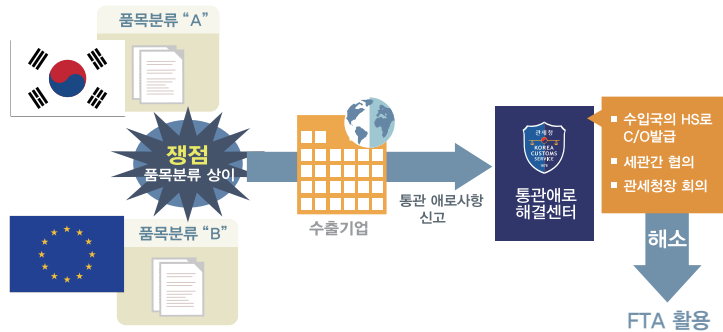 품목분류 “A”
쟁점
품목분류 상이
품목분류 “B”
수출기업
통관 애로사항
신고
관세청
KOREA
CUSTOMS
SERVICE
통관애로
해결센터
▪ 수입국의 HS로
C/O발급
▪ 세관간 협의
▪ 관세청장 회의
해소
FTA 활용